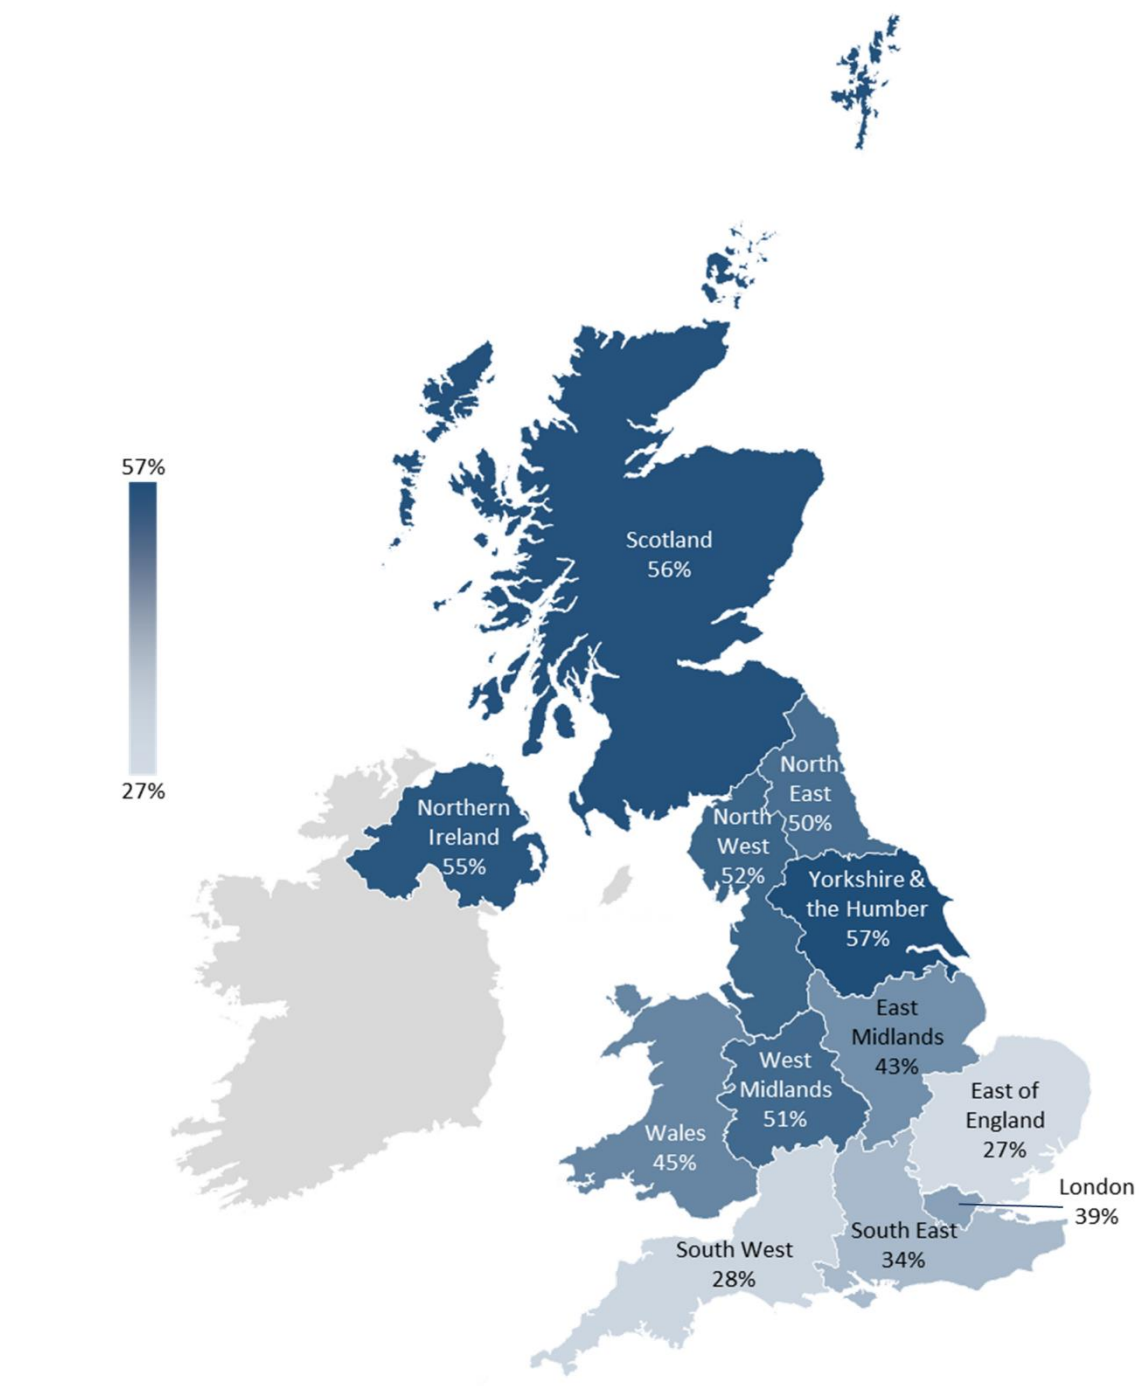 57%
27%
Scotland
56%
Northern
Ireland
55%
North
East
50%
North
West
52%
Yorkshire &
the Humber
57%
East
Midlands
43%
West
Midlands
51%
East of
England
27%
Wales
45%
London
39%
South East
34%
South West
28%